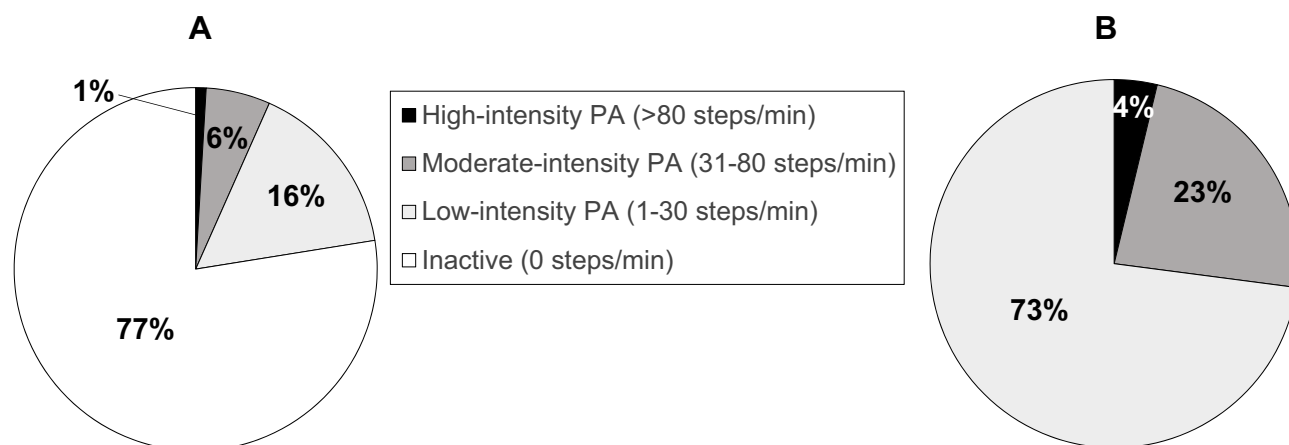 A
1%
6%
16%
77%
High-intensity PA (>80 steps/min)
Moderate-intensity PA (31-80 steps/min)
Low-intensity PA (1-30 steps/min)
Inactive (0 steps/min)
B
4%
23%
73%